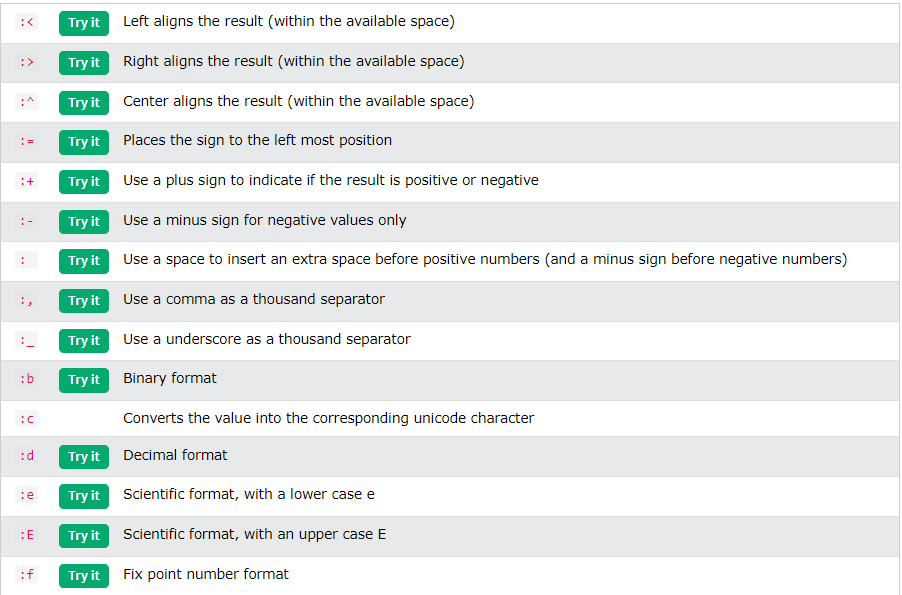 :< Try it Left aligns the result (within the available space)
:> Try it Right aligns the result (within the available space)
:^ Try it Center aligns the result (within the available space)
:= Try it Places the sign to the left most position
:+ Try it Use a plus sign to indicate if the result is positive or negative
:- Try it Use a minus sign for negative values only
: Try it Use a space to insert an extra space before positive numbers (and a minus sign before negative numbers)
:, Try it Use a comma as a thousand separator
:_ Try it Use a underscore as a thousand separator
:b Try it Binary format
:c Converts the value into the corresponding unicode character
:d Try it Decimal format
:e Try it Scientific format, with a lower case e
:E Try it Scientific format, with an upper case E
:f Try it Fix point number format